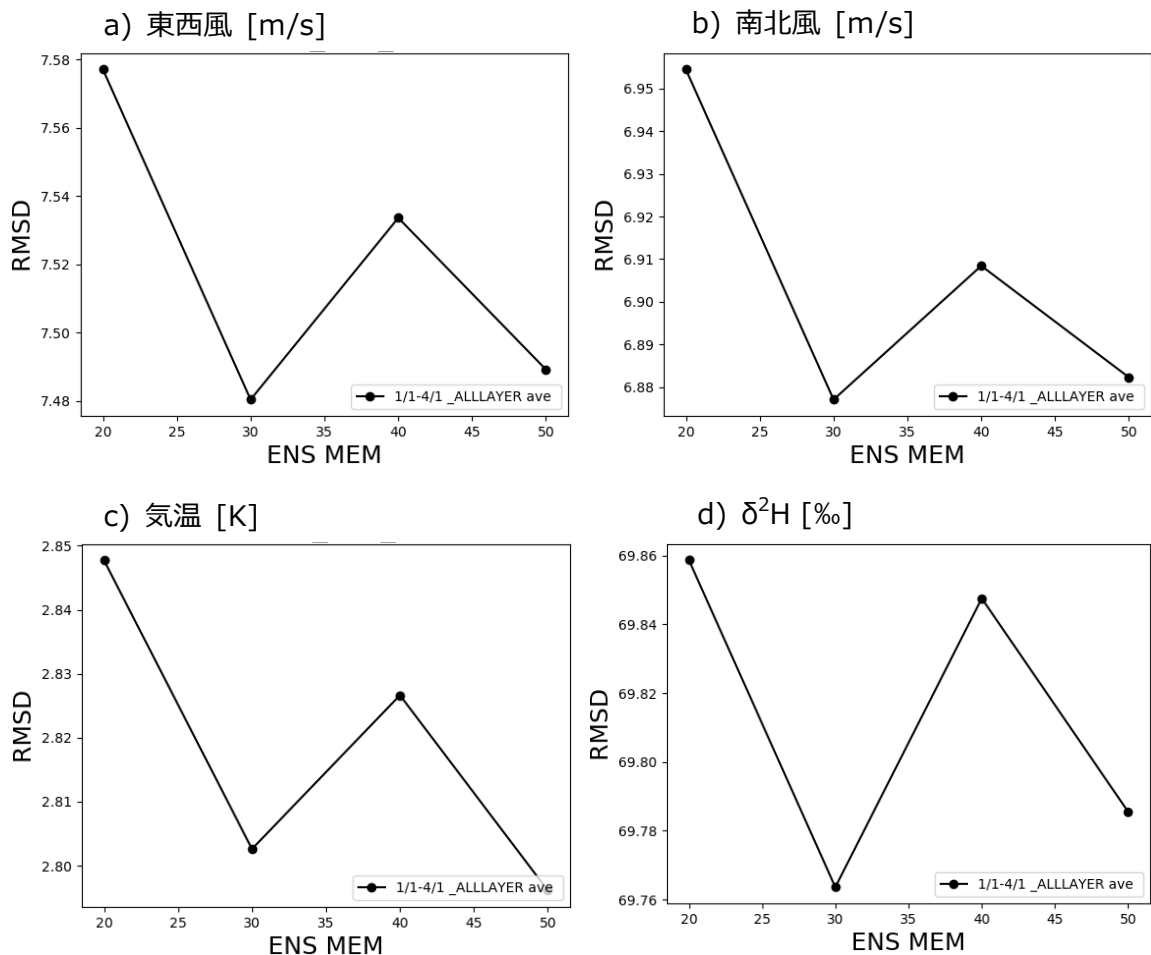 a) 東西風 [m/s]
7.58
7.56
7.54
7.52
7.50
7.48
RMSD
1/1-4/1 _ALLLAYER ave
20 25 30 35 40 45 50
ENS MEM
b) 南北風 [m/s]
6.95
6.94
6.93
6.92
6.91
6.90
6.89
6.88
RMSD
1/1-4/1 _ALLLAYER ave
20 25 30 35 40 45 50
ENS MEM
c) 気温 [K]
2.85
2.84
2.83
2.82
2.81
2.80
RMSD
1/1-4/1 _ALLLAYER ave
20 25 30 35 40 45 50
ENS MEM
d) δ²H [‰]
69.86
69.84
69.82
69.80
69.78
69.76
RMSD
1/1-4/1 _ALLLAYER ave
20 25 30 35 40 45 50
ENS MEM